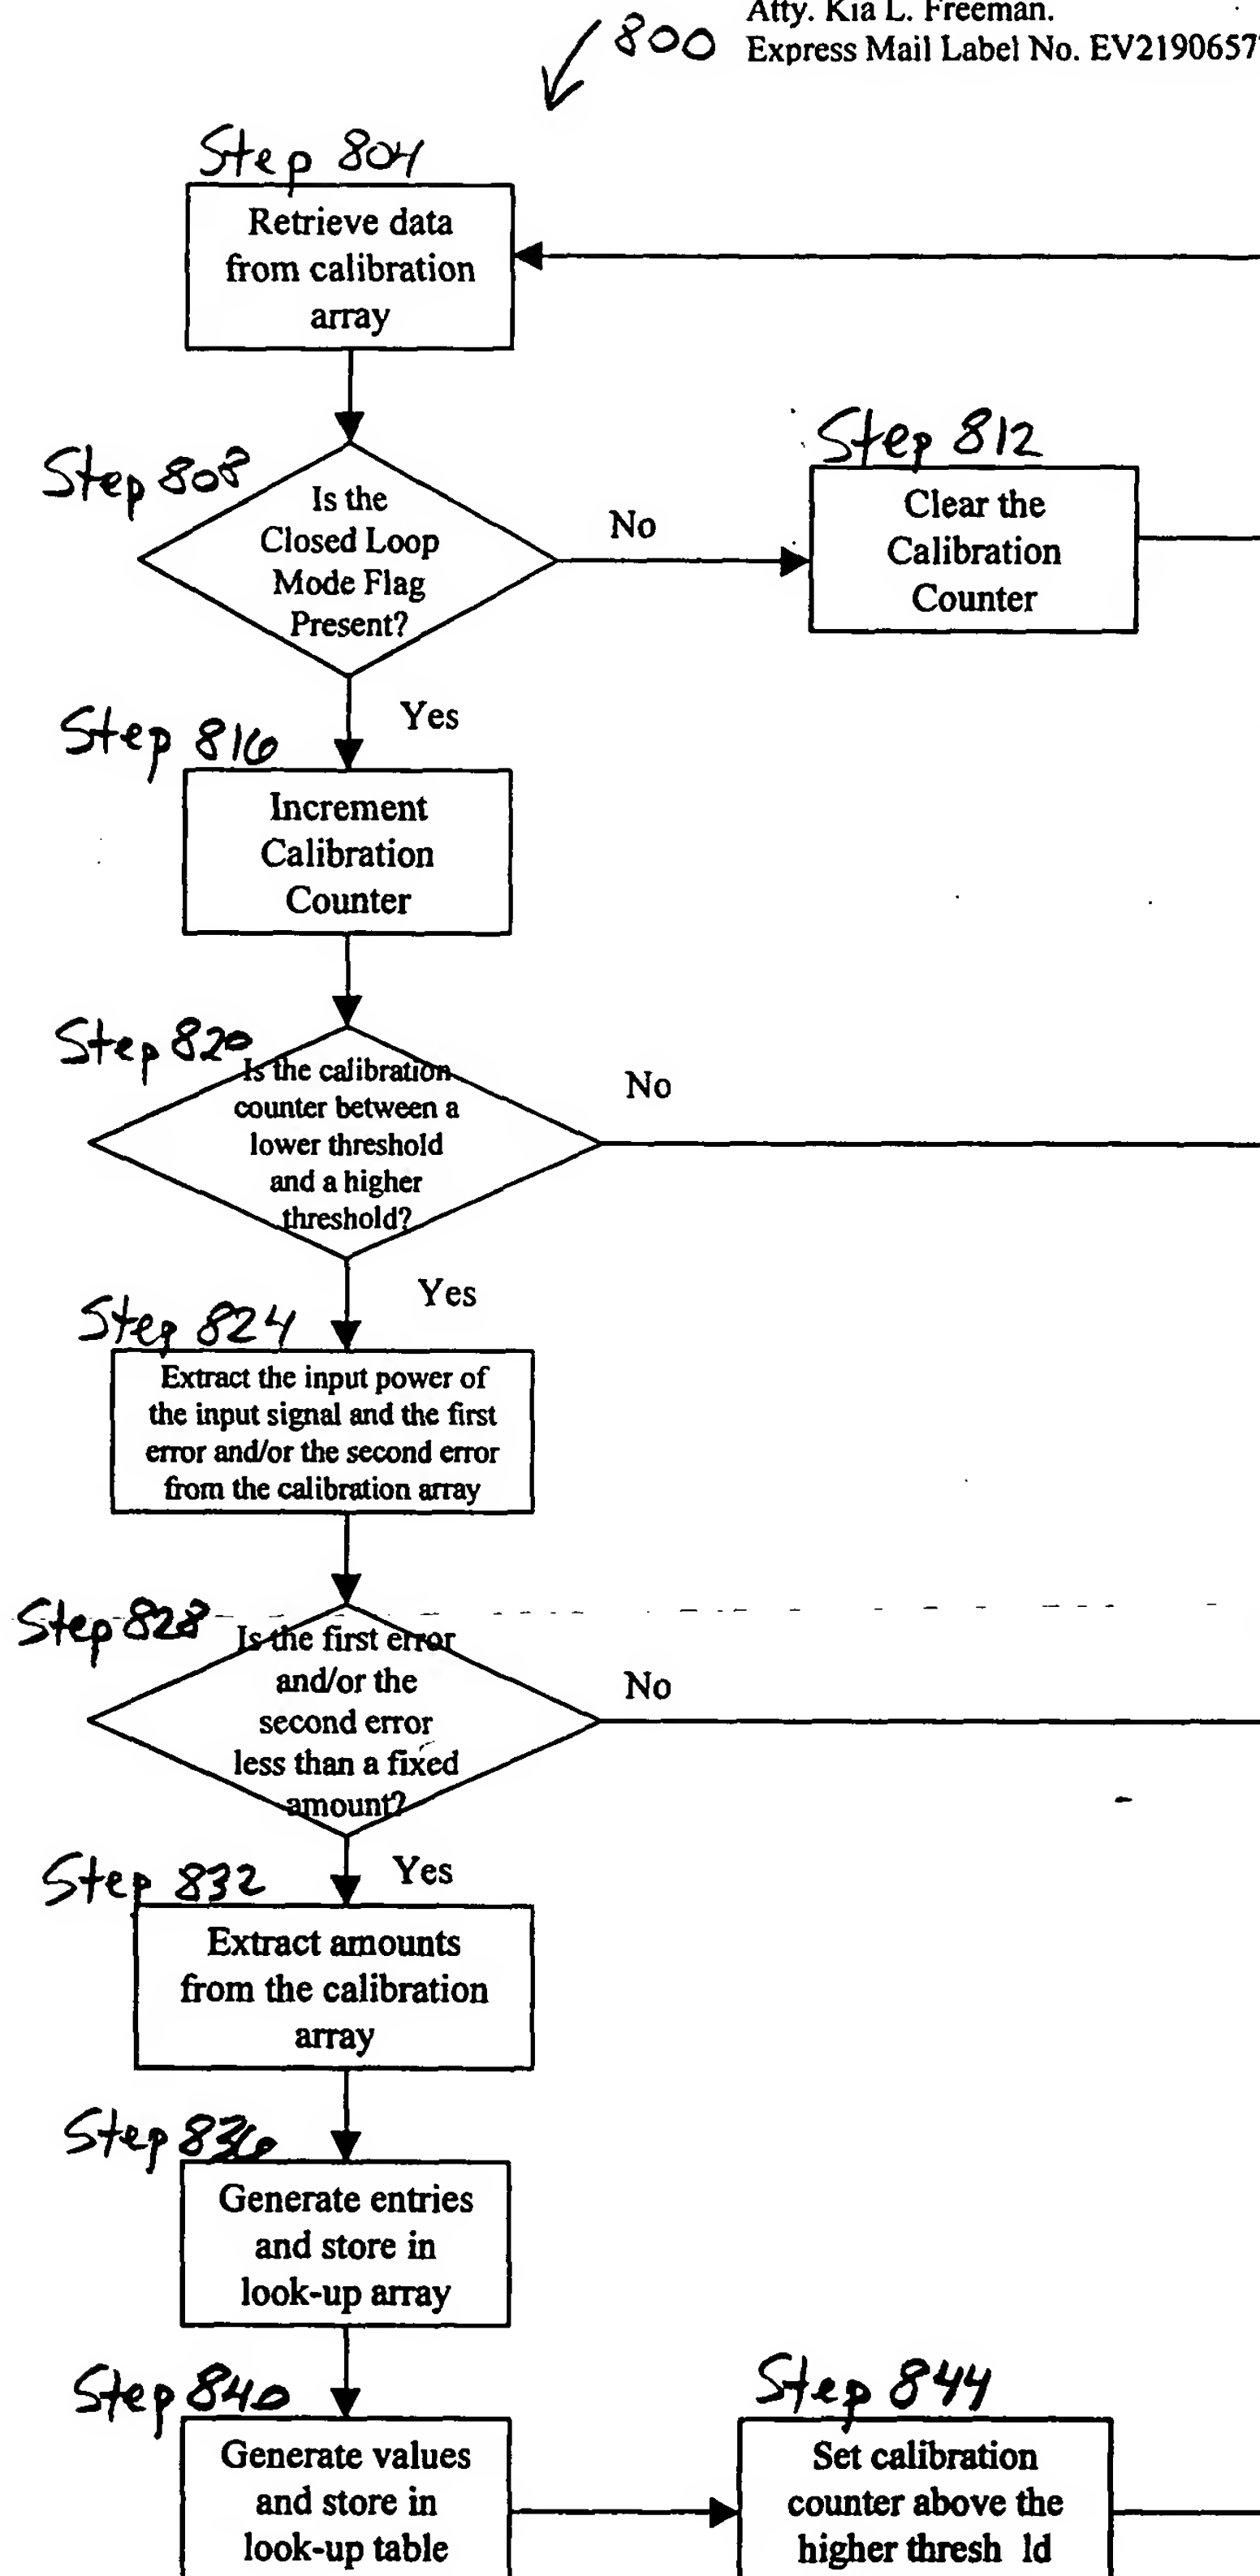 Atty. Kia L. Freeman.
800
Express Mail Label No. EV2190657
Step 804
Retrieve data
from calibration
array
Step 808
Is the
Closed Loop
Mode Flag
Present?
No
Step 812
Clear the
Calibration
Counter
Yes
Step 816
Increment
Calibration
Counter
Step 820
Is the calibration
counter between a
lower threshold
and a higher
threshold?
No
Yes
Step 824
Extract the input power of
the input signal and the first
error and/or the second error
from the calibration array
Step 828
Is the first error
and/or the
second error
less than a fixed
amount?
No
Yes
Step 832
Extract amounts
from the calibration
array
Step 836
Generate entries
and store in
look-up array
Step 840
Generate values
and store in
look-up table
Step 844
Set calibration
counter above the
higher thresh ld